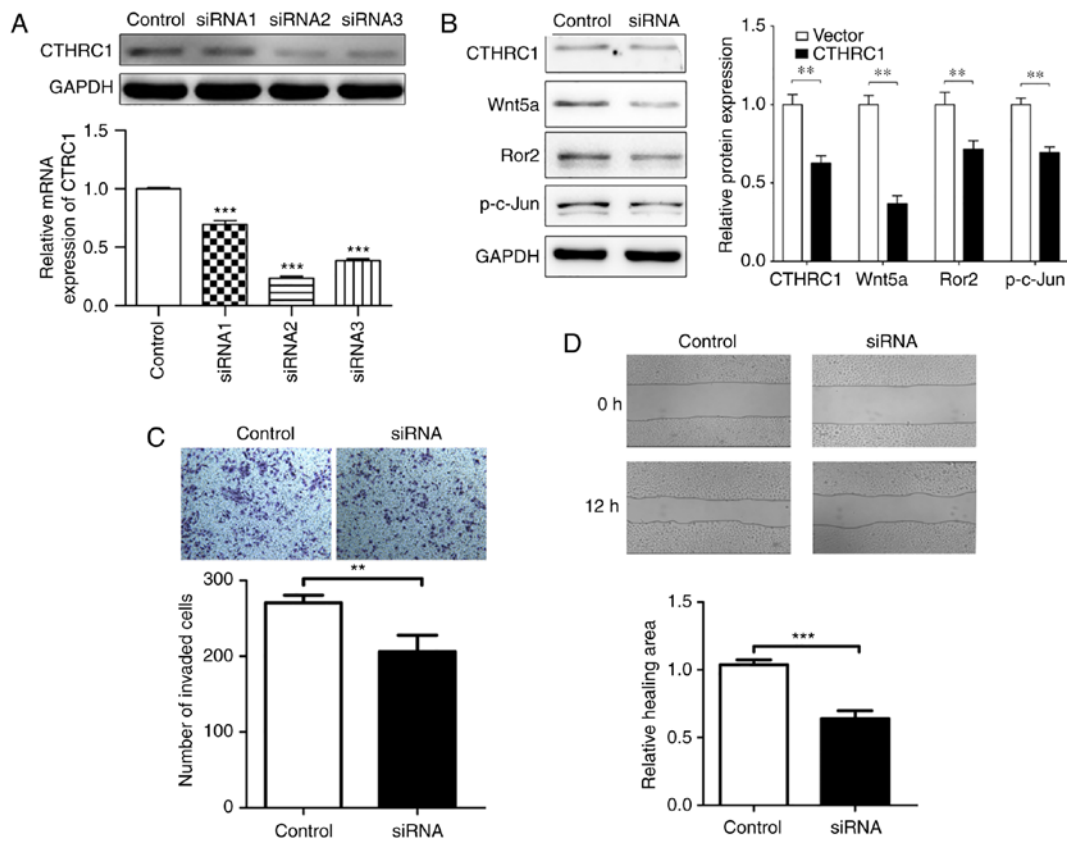 A
Control siRNA1 siRNA2 siRNA3
CTHRC1
GAPDH
Relative mRNA
expression of CTRC1
1.5
1.0
0.5
0.0
***
***
***
Control
siRNA1
siRNA2
siRNA3
B
Control siRNA
CTHRC1
Wnt5a
Ror2
p-c-Jun
GAPDH
Relative protein expression
1.5
1.0
0.5
0.0
Vector
CTHRC1
** ** ** **
CTHRC1 Wnt5a Ror2 p-c-Jun
C
Control siRNA
Number of invaded cells
300
200
100
0
**
Control siRNA
D
Control siRNA
0 h
12 h
Relative healing area
1.5
1.0
0.5
0.0
***
Control siRNA